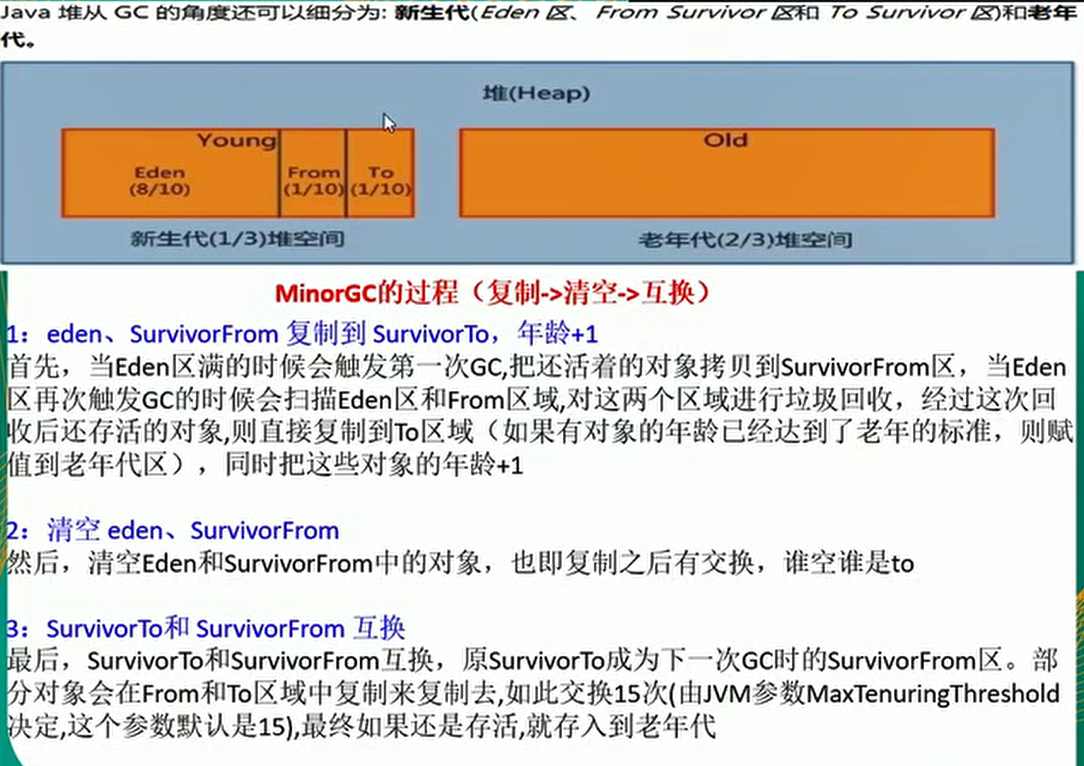 Java 堆从 GC 的角度还可以细分为: 新生代(Eden 区、From Survivor 区和 To Survivor 区)和老年
代。
堆(Heap)
Young
Old
Eden
(8/10)
From
(1/10)
To
(1/10)
新生代(1/3)堆空间
老年代(2/3)堆空间
MinorGC的过程（复制->清空->互换）
1：eden、SurvivorFrom 复制到 SurvivorTo，年龄+1
首先，当Eden区满的时候会触发第一次GC,把还活着的对象拷贝到SurvivorFrom区，当Eden
区再次触发GC的时候会扫描Eden区和From区域,对这两个区域进行垃圾回收，经过这次回
收后还存活的对象,则直接复制到To区域（如果有对象的年龄已经达到了老年的标准，则赋
值到老年代区），同时把这些对象的年龄+1
2：清空 eden、SurvivorFrom
然后，清空Eden和SurvivorFrom中的对象，也即复制之后有交换，谁空谁是to
3：SurvivorTo和 SurvivorFrom 互换
最后，SurvivorTo和SurvivorFrom互换，原SurvivorTo成为下一次GC时的SurvivorFrom区。部
分对象会在From和To区域中复制来复制去,如此交换15次(由JVM参数MaxTenuringThreshold
决定,这个参数默认是15),最终如果还是存活,就存入到老年代